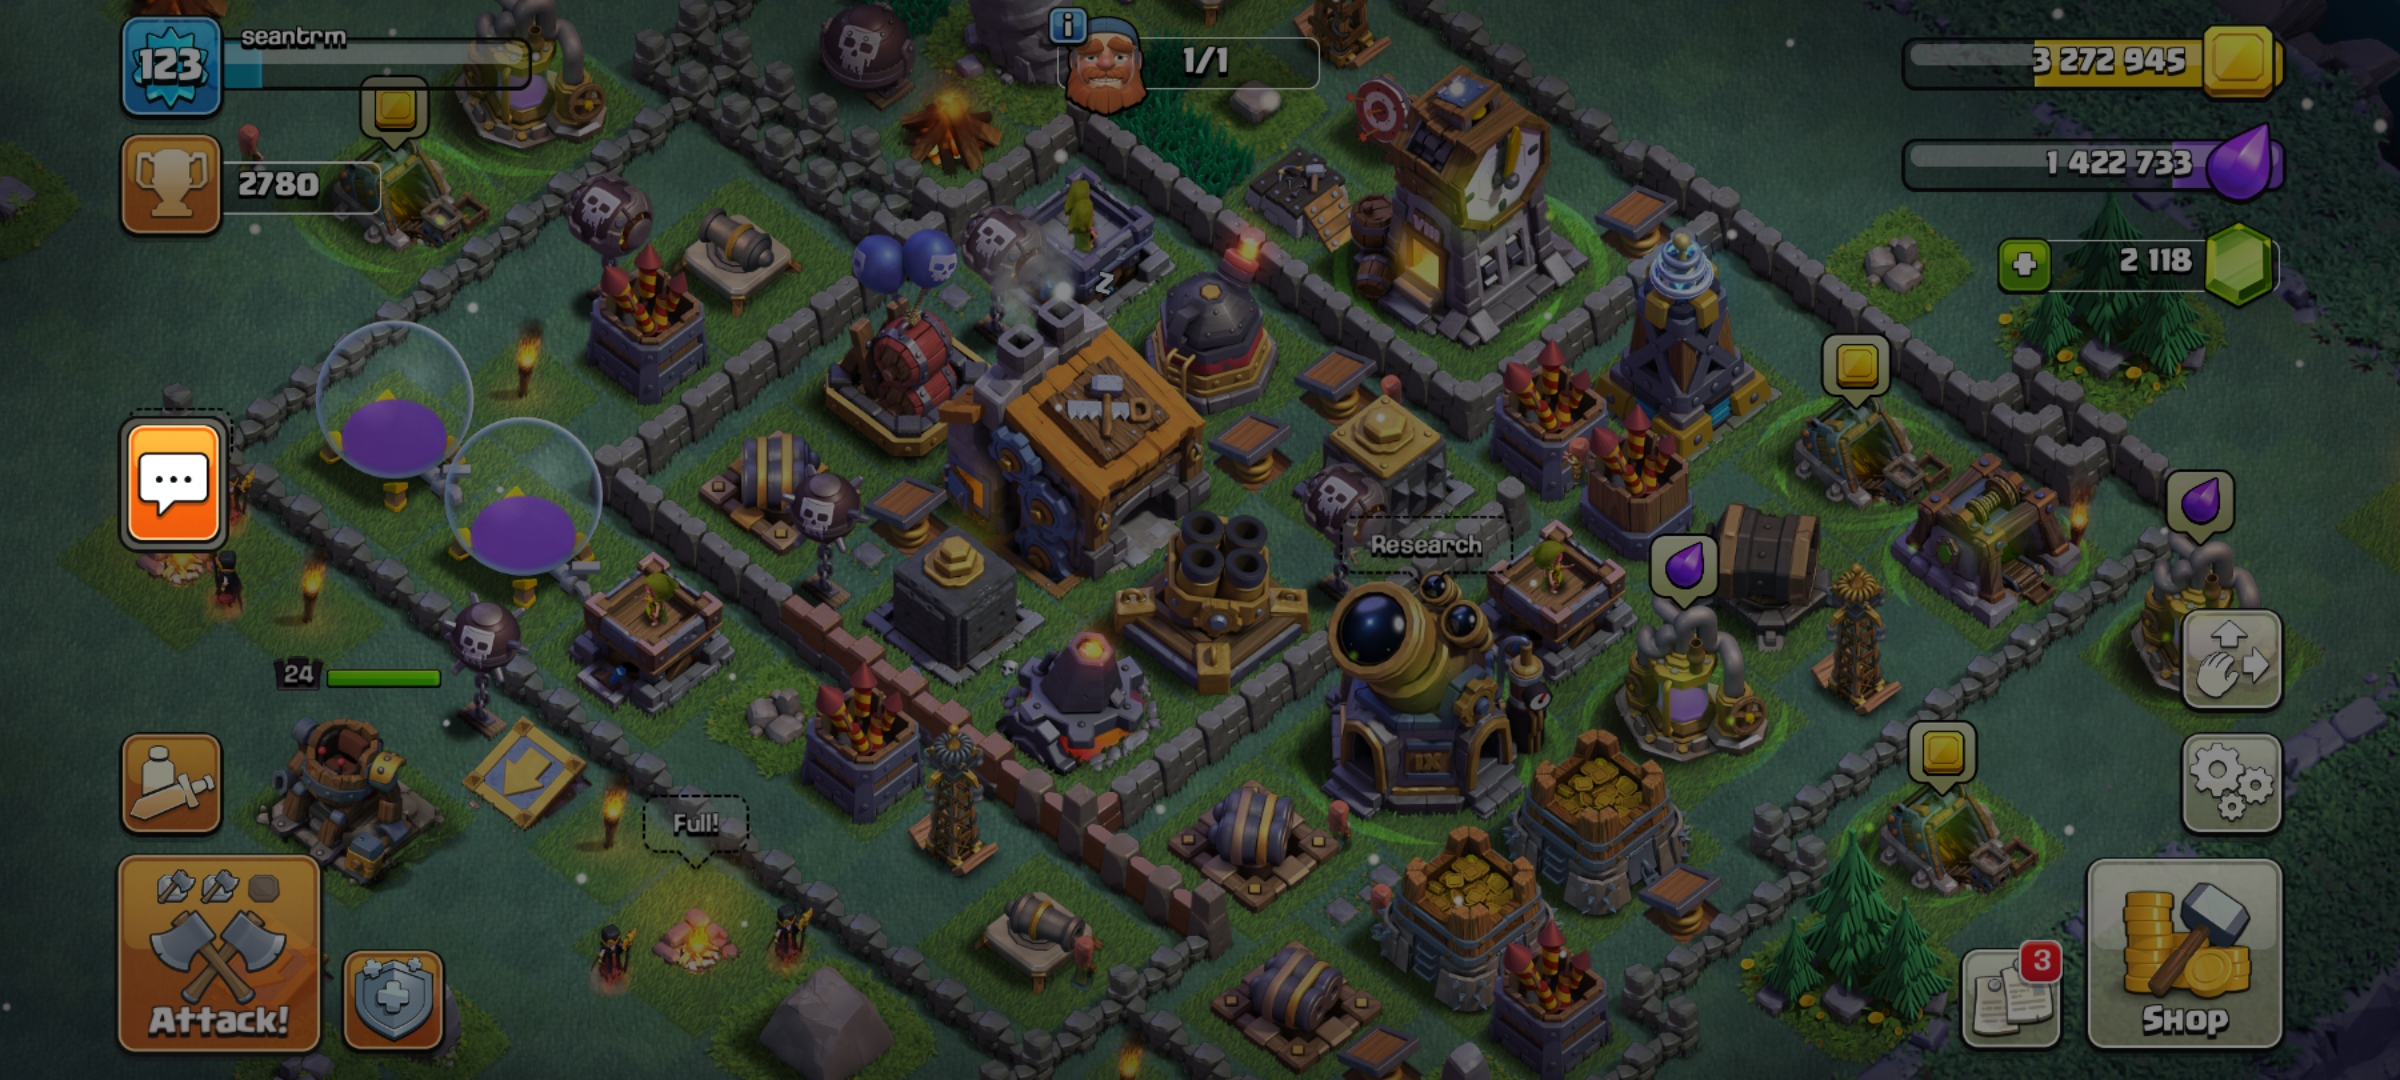 123
seantrm
1/1
3 272 945
2780
1 422 733
2 118
z
Research
24
Full!
IX
3
Attack!
Shop